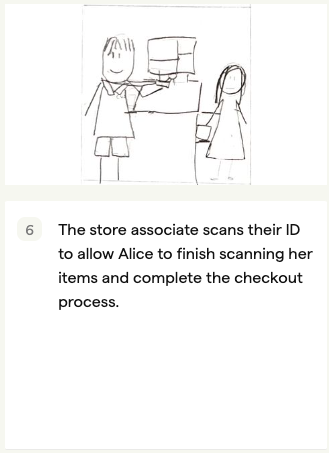 6
The store associate scans their ID
to allow Alice to finish scanning her
items and complete the checkout
process.